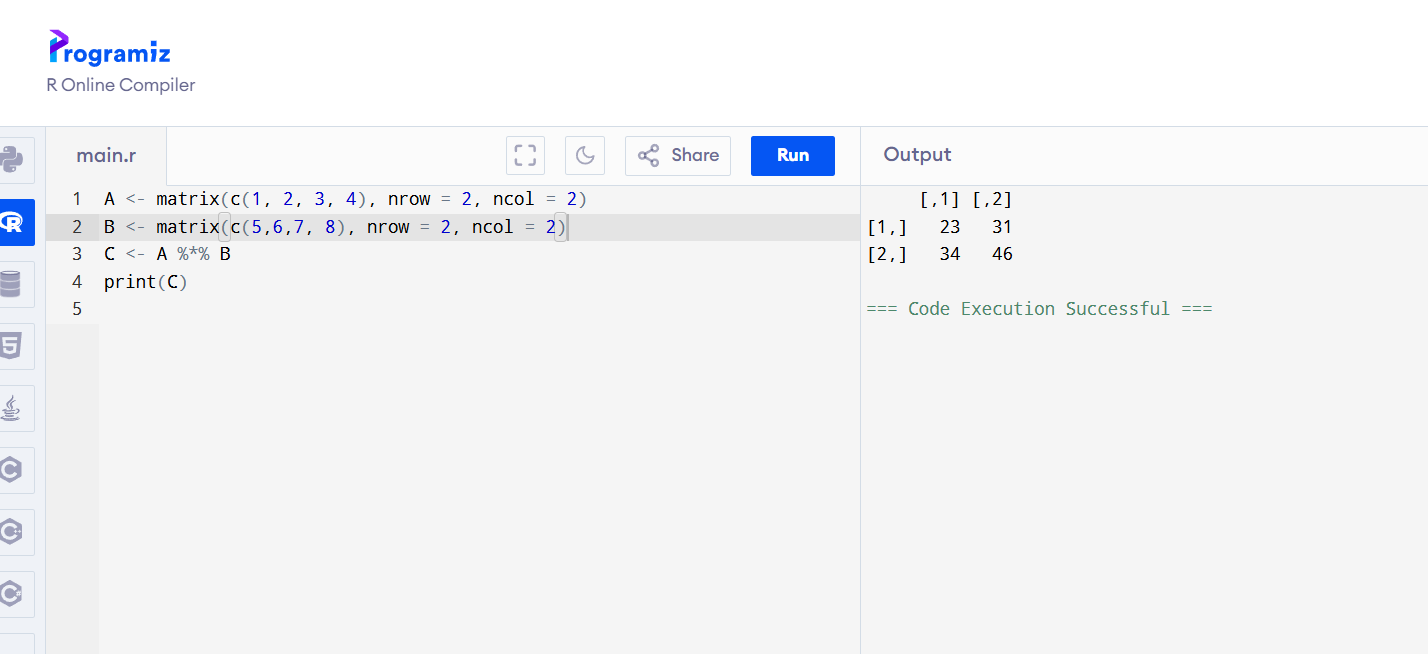 Programiz
R Online Compiler
main.r
Share
Run
Output
1 A <- matrix(c(1, 2, 3, 4), nrow = 2, ncol = 2)
2 B <- matrix(c(5,6,7, 8), nrow = 2, ncol = 2)
3 C <- A %*% B
4 print(C)
5
[,1] [,2]
[1,] 23 31
[2,] 34 46
=== Code Execution Successful ===